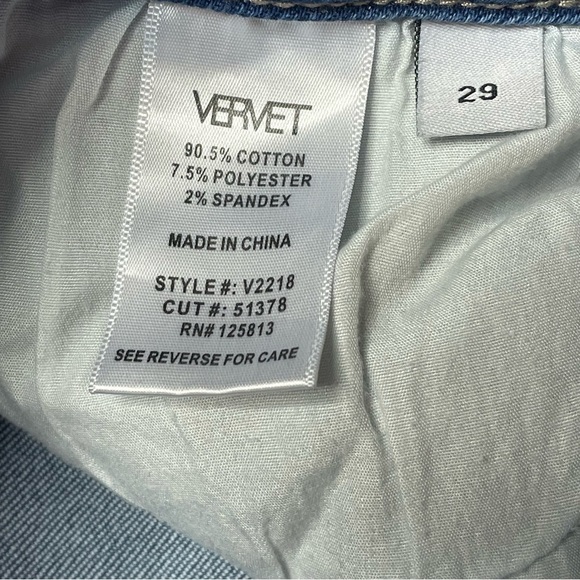 VERVET
90.5% COTTON
7.5% POLYESTER
2% SPANDEX
MADE IN CHINA
STYLE #: V2218
CUT #: 51378
RN# 125813
SEE REVERSE FOR CARE
29